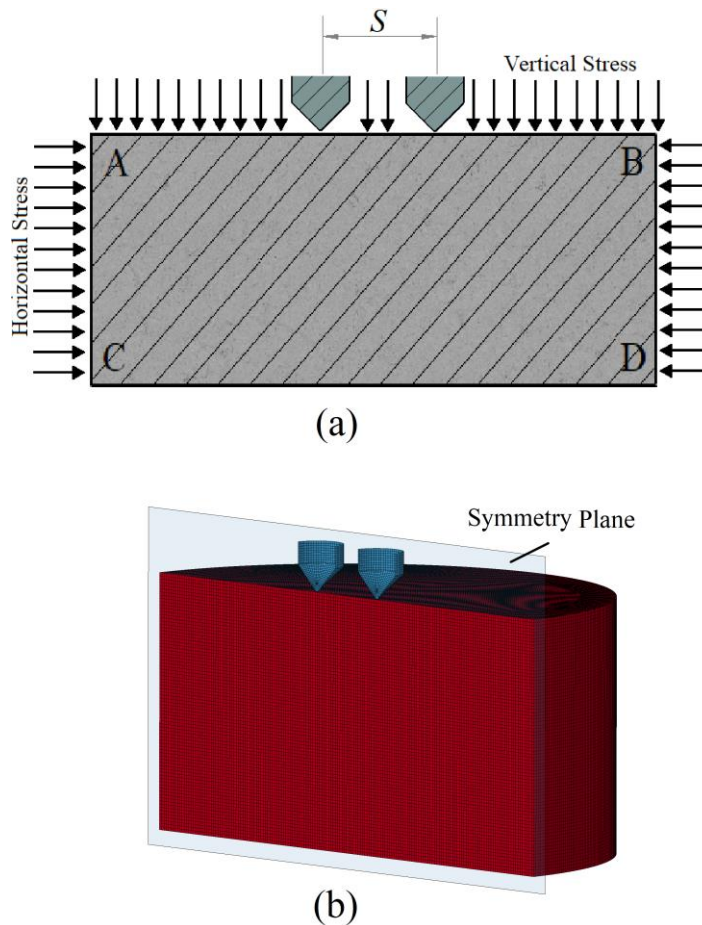 S
Vertical Stress
A
B
Horizontal Stress
C
D
(a)
Symmetry Plane
(b)